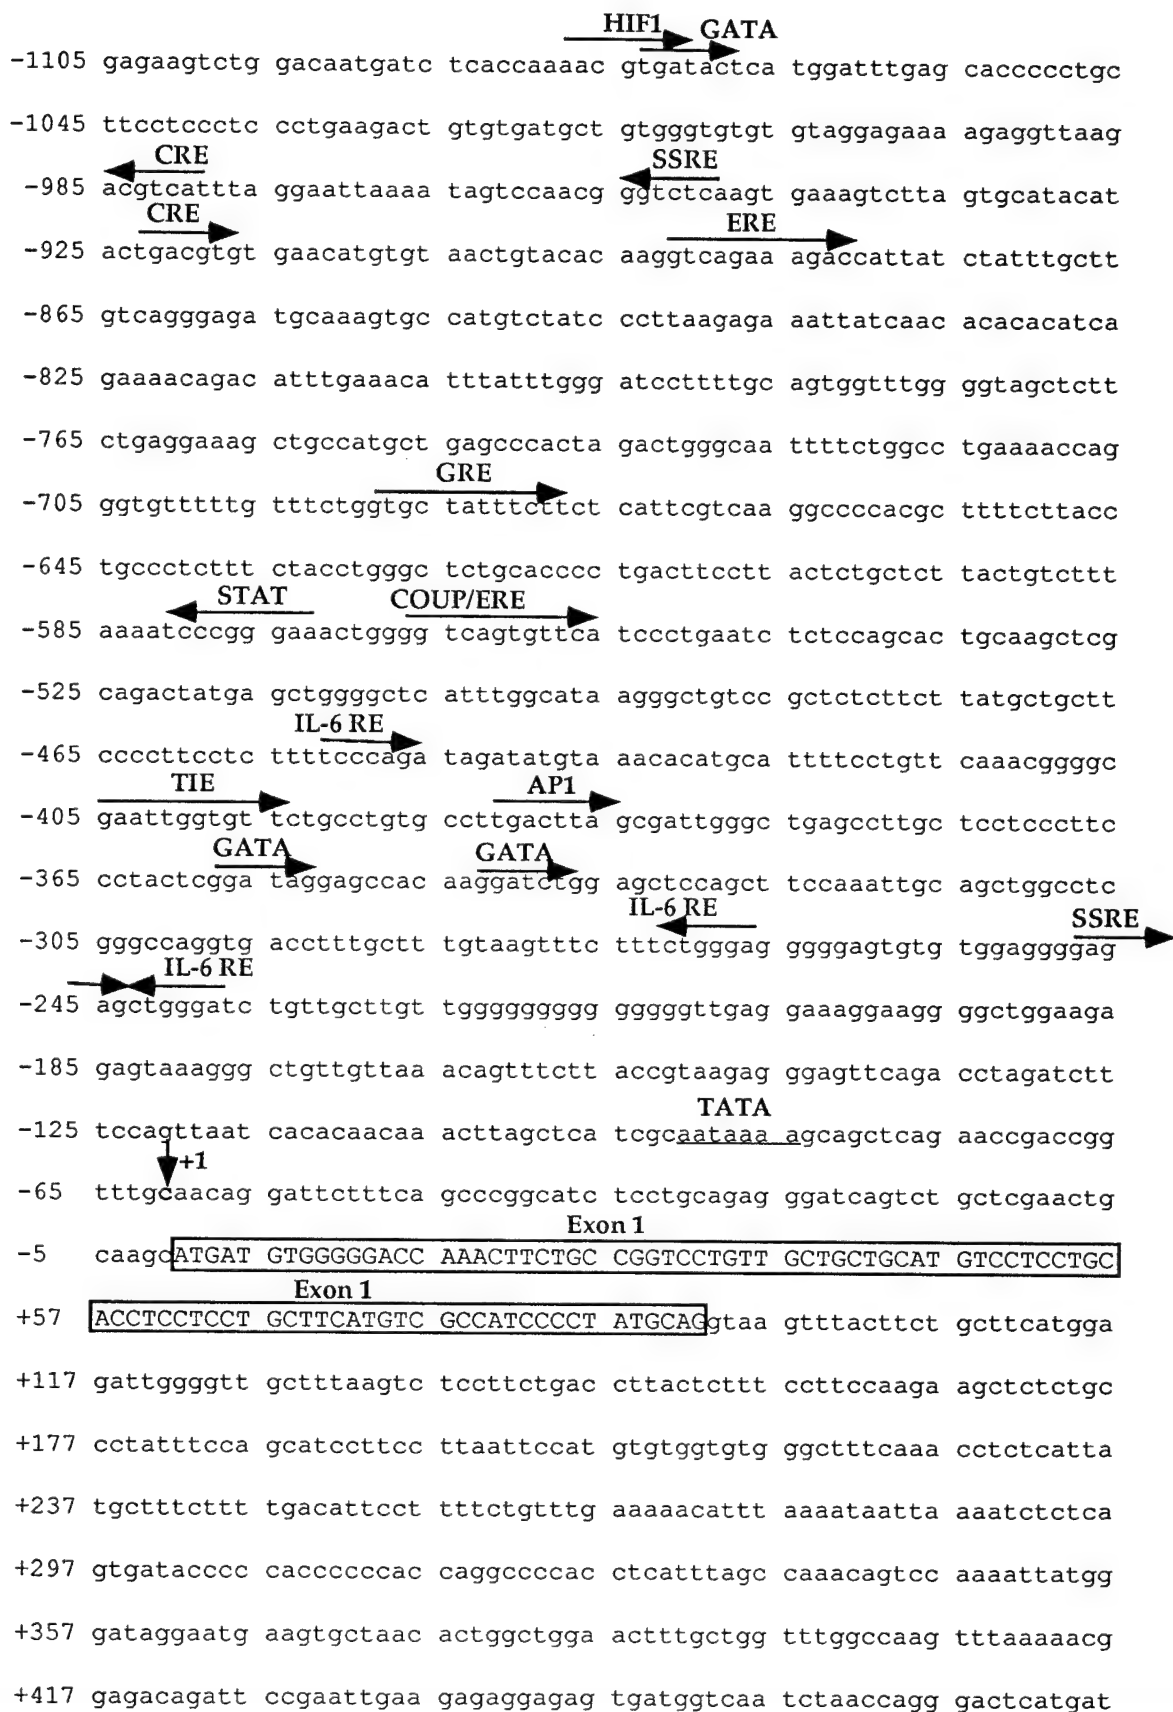 HIF1 GATA
-1105 gagaagtctg gacaatgatc tcaccaaaac gtgatactca tggatttgag caccccctgc
-1045 ttcctccctc cctgaagact gtgtgatgct gtgggtgtgt gtaggagaaa agaggttaag
CRE SSRE
-985 acgtcattta ggaattaaaa tagtccaacg ggtctcaagt gaaagtctta gtgcatacat
CRE ERE
-925 actgacgtgt gaacatgtgt aactgtacac aaggtcagaa agaccattat ctatttgctt
-865 gtcagggaga tgcaaagtgc catgtctatc ccttaagaga aattatcaac acacacatca
-825 gaaaacagac atttgaaaca tttatttggg atccttttgc agtggtttgg ggtagctctt
-765 ctgaggaaag ctgccatgct gagcccacta gactgggcaa ttttctggcc tgaaaaccag
GRE
-705 ggtgtttttg tttctggtgc tatttcttct cattcgtcaa ggccccacgc ttttcttacc
-645 tgccctcttt ctacctgggc tctgcacccc tgacttcctt actctgctct tactgtcttt
STAT COUP/ERE
-585 aaaatcccgg gaaactgggg tcagtgttca tccctgaatc tctccagcac tgcaagctcg
-525 cagactatga gctggggctc atttggcata agggctgtcc gctctcttct tatgctgctt
IL-6 RE
-465 ccccttcctc ttttcccaga tagatatgta aacacatgca ttttcctgtt caaacggggc
TIE AP1
-405 gaattggtgt tctgcctgtg ccttgactta gcgattgggc tgagccttgc tcctcccttc
GATA GATA
-365 cctactcgga taggagccac aaggatctgg agctccagct tccaaattgc agctggcctc
IL-6 RE SSRE
-305 gggccaggtg acctttgctt tgtaagtttc tttctgggag ggggagtgtg tggaggggag
IL-6 RE
-245 agctgggatc tgttgcttgt tggggggggg gggggttgag gaaaggaagg ggctggaaga
-185 gagtaaaggg ctgttgttaa acagtttctt accgtaagag ggagttcaga cctagatctt
TATA
-125 tccagttaat cacacaacaa acttagctca tcgcaataaa agcagctcag aaccgaccgg
+1
-65 tttgcaacag gattctttca gcccggcatc tcctgcagag ggatcagtct gctcgaactg
Exon 1
-5 caagcATGAT GTGGGGGACC AAACTTCTGC CGGTCCTGTT GCTGCTGCAT GTCCTCCTGC
Exon 1
+57 ACCTCCTCCT GCTTCATGTC GCCATCCCCT ATGCAGgtaa gtttacttct gcttcatgga
+117 gattggggtt gctttaagtc tccttctgac cttactcttt ccttccaaga agctctctgc
+177 cctatttcca gcatccttcc ttaattccat gtgtggtgtg ggctttcaaa cctctcatta
+237 tgctttcttt tgacattcct tttctgtttg aaaaacattt aaaataatta aaatctctca
+297 gtgatacccc caccccccac caggccccac ctcatttagc caaacagtcc aaaattatgg
+357 gataggaatg aagtgctaac actggctgga actttgctgg tttggccaag tttaaaaacg
+417 gagacagatt ccgaattgaa gagaggagag tgatggtcaa tctaaccagg gactcatgat